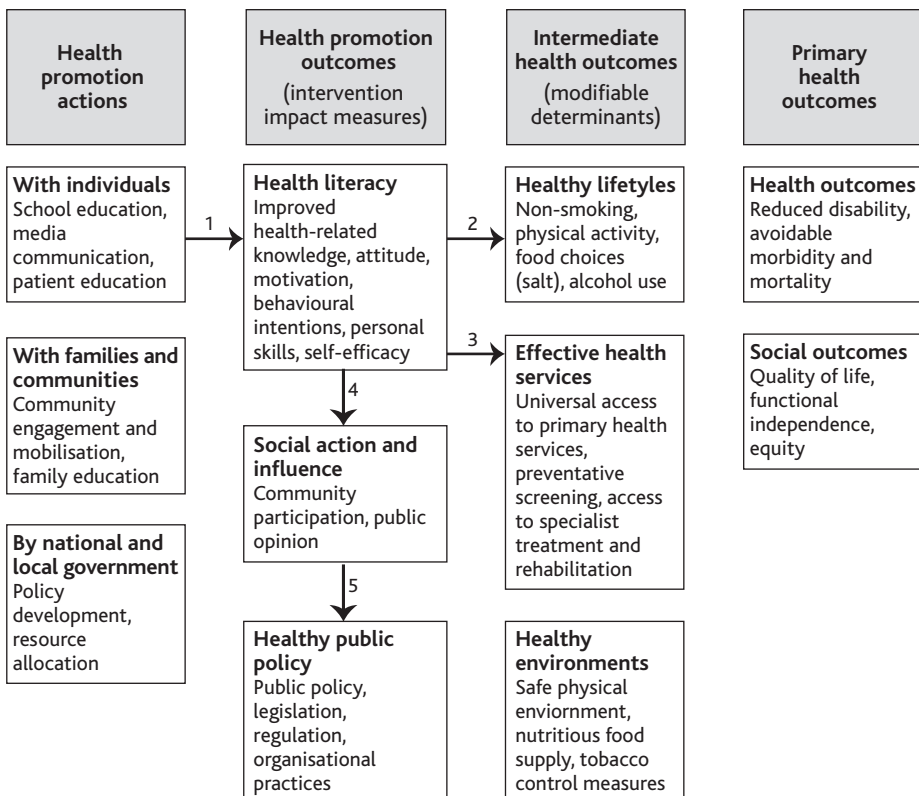 Health
promotion
actions
Health promotion
outcomes
(intervention
impact measures)
Intermediate
health outcomes
(modifiable
determinants)
Primary
health
outcomes
With individuals
School education,
media
communication,
patient education
1
Health literacy
Improved
health-related
knowledge, attitude,
motivation,
behavioural
intentions, personal
skills, self-efficacy
2
Healthy lifetyles
Non-smoking,
physical activity,
food choices
(salt), alcohol use
Health outcomes
Reduced disability,
avoidable
morbidity and
mortality
With families and
communities
Community
engagement and
mobilisation,
family education
3
Effective health
services
Universal access
to primary health
services,
preventative
screening, access
to specialist
treatment and
rehabilitation
Social outcomes
Quality of life,
functional
independence,
equity
4
Social action and
influence
Community
participation, public
opinion
By national and
local government
Policy
development,
resource
allocation
5
Healthy public
policy
Public policy,
legislation,
regulation,
organisational
practices
Healthy
environments
Safe physical
enviornment,
nutritious food
supply, tobacco
control measures